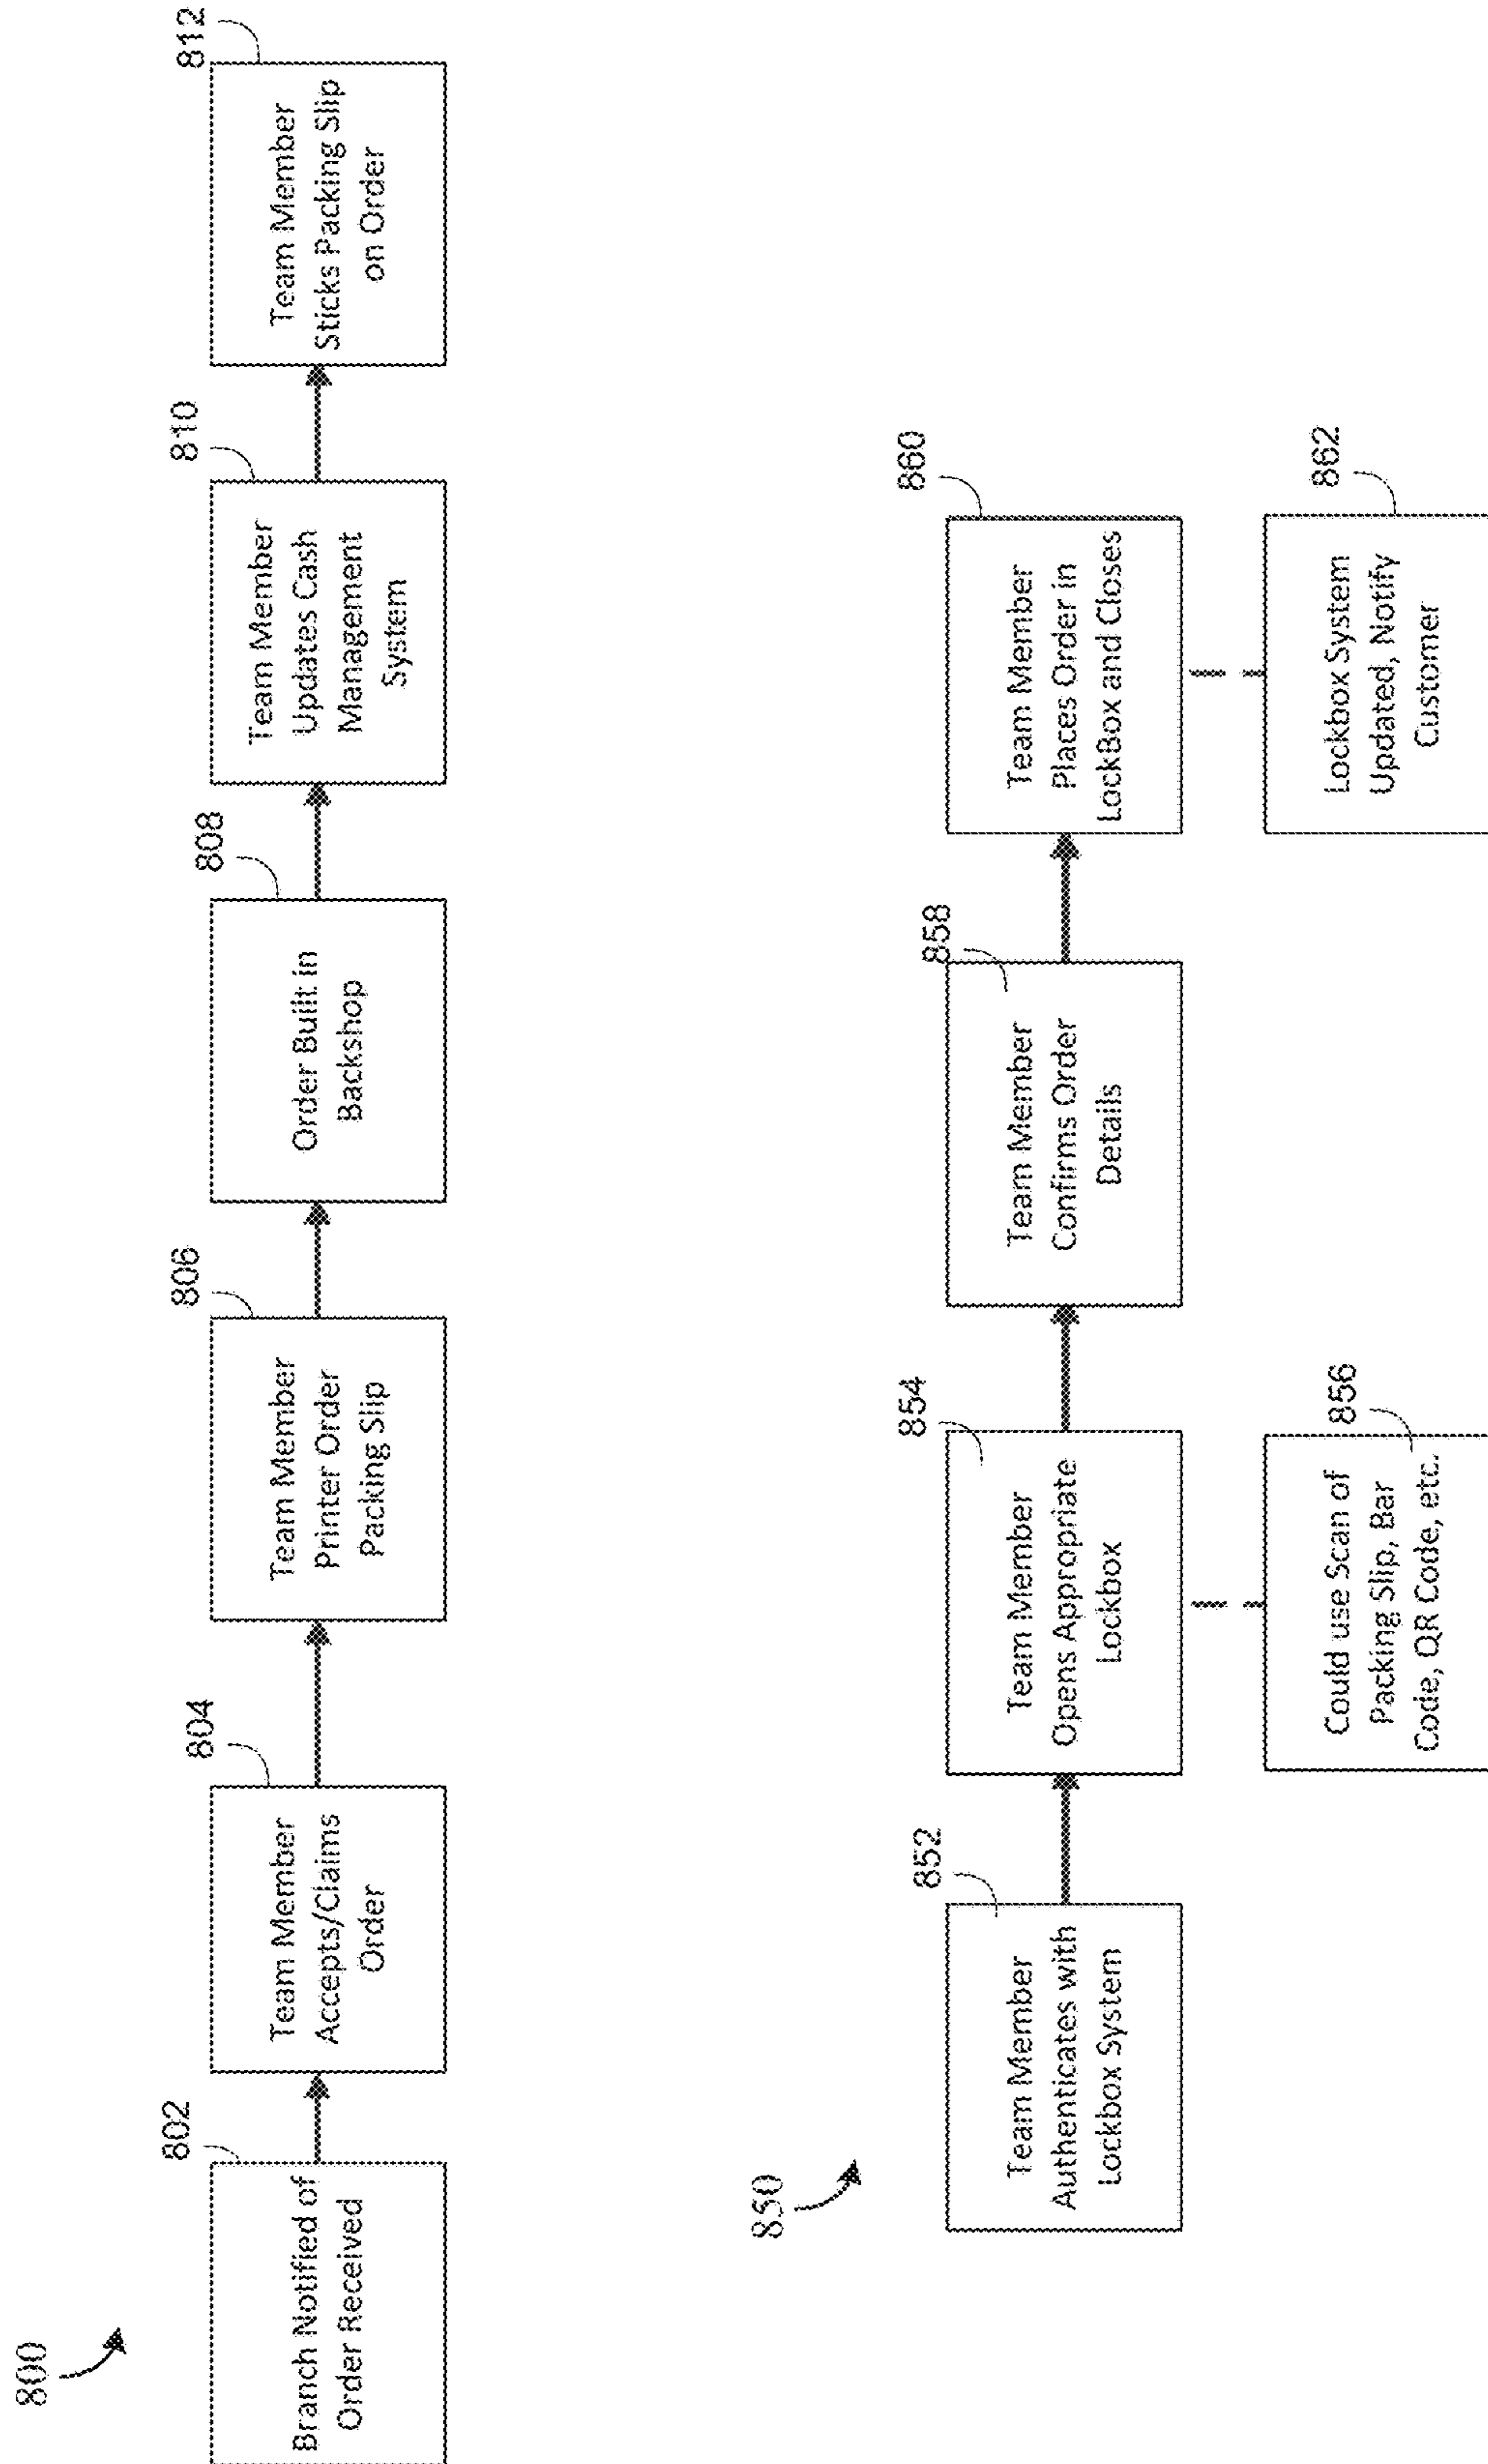 800
802
Branch Notified of
Order Received
804
Team Member
Accepts/Claims
Order
806
Team Member
Printer Order
Packing Slip
808
Order Built in
Backshop
810
Team Member
Updates Cash
Management
System
812
Team Member
Sticks Packing Slip
on Order
850
852
Team Member
Authenticates with
Lockbox System
854
Team Member
Opens Appropriate
Lockbox
856
Could use Scan of
Packing Slip, Bar
Code, QR Code, etc.
858
Team Member
Confirms Order
Details
860
Team Member
Places Order in
LockBox and Closes
862
Lockbox System
Updated, Notify
Customer